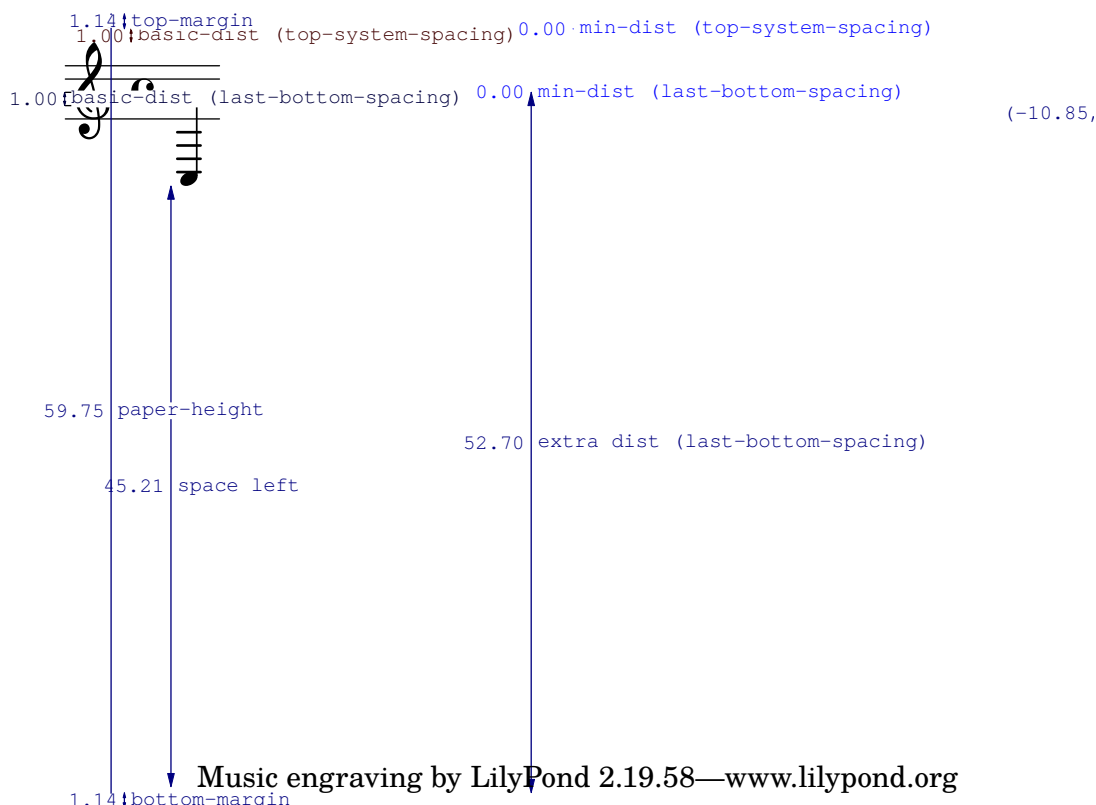 1.14 top-margin
1.00 basic-dist (top-system-spacing) 0.00 min-dist (top-system-spacing)
1.00 basic-dist (last-bottom-spacing) 0.00 min-dist (last-bottom-spacing)
(-10.85,
59.75 paper-height
52.70 extra dist (last-bottom-spacing)
45.21 space left
Music engraving by LilyPond 2.19.58—www.lilypond.org
1.14 bottom-margin